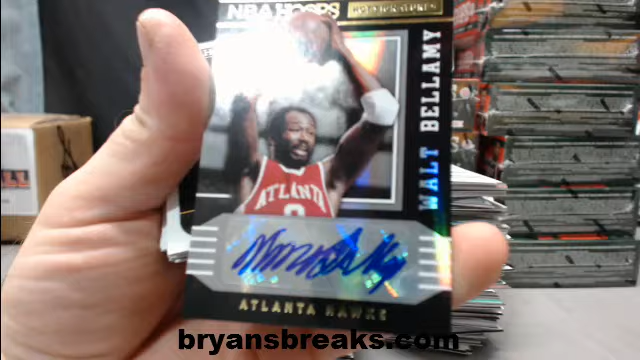 NBA HOOPS
WALT BELLAMY
ATLANTA
ATLANTA HAWKS
bryansbreaks.com